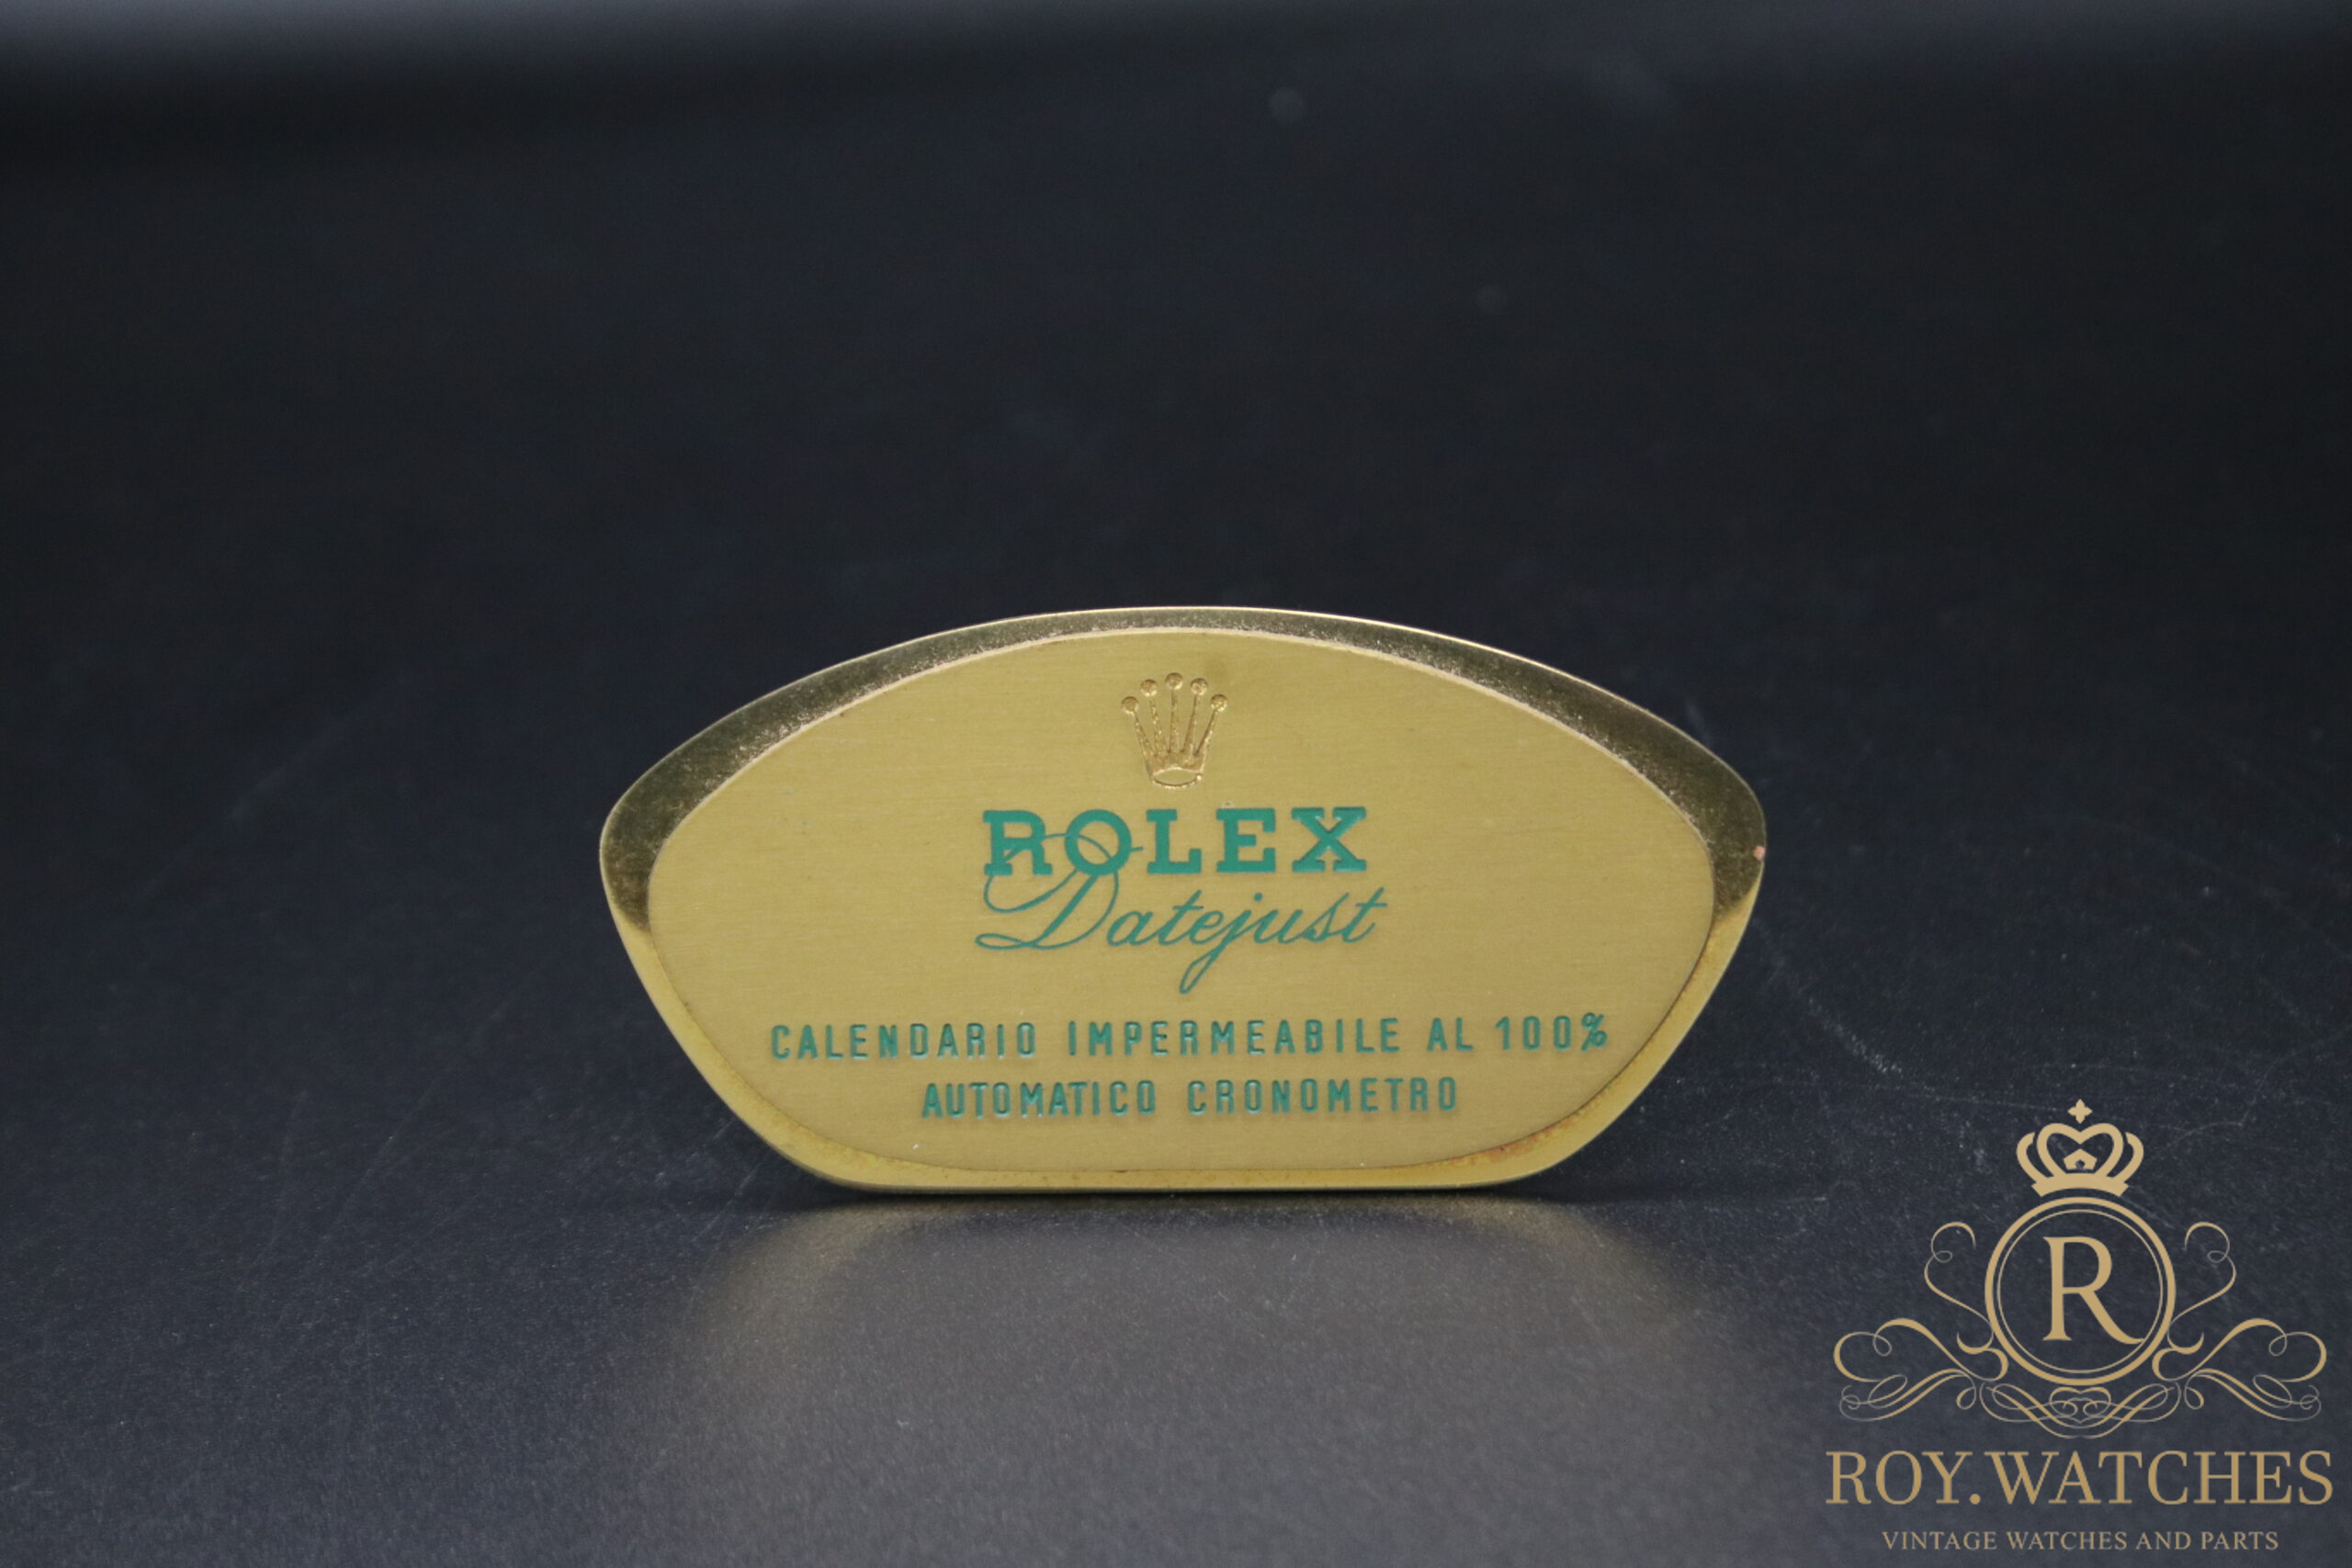 ROLEX
Datejust
CALENDARIO IMPERMEABILE AL 100%
AUTOMATICO CRONOMETRO
R
ROY.WATCHES
VINTAGE WATCHES AND PARTS